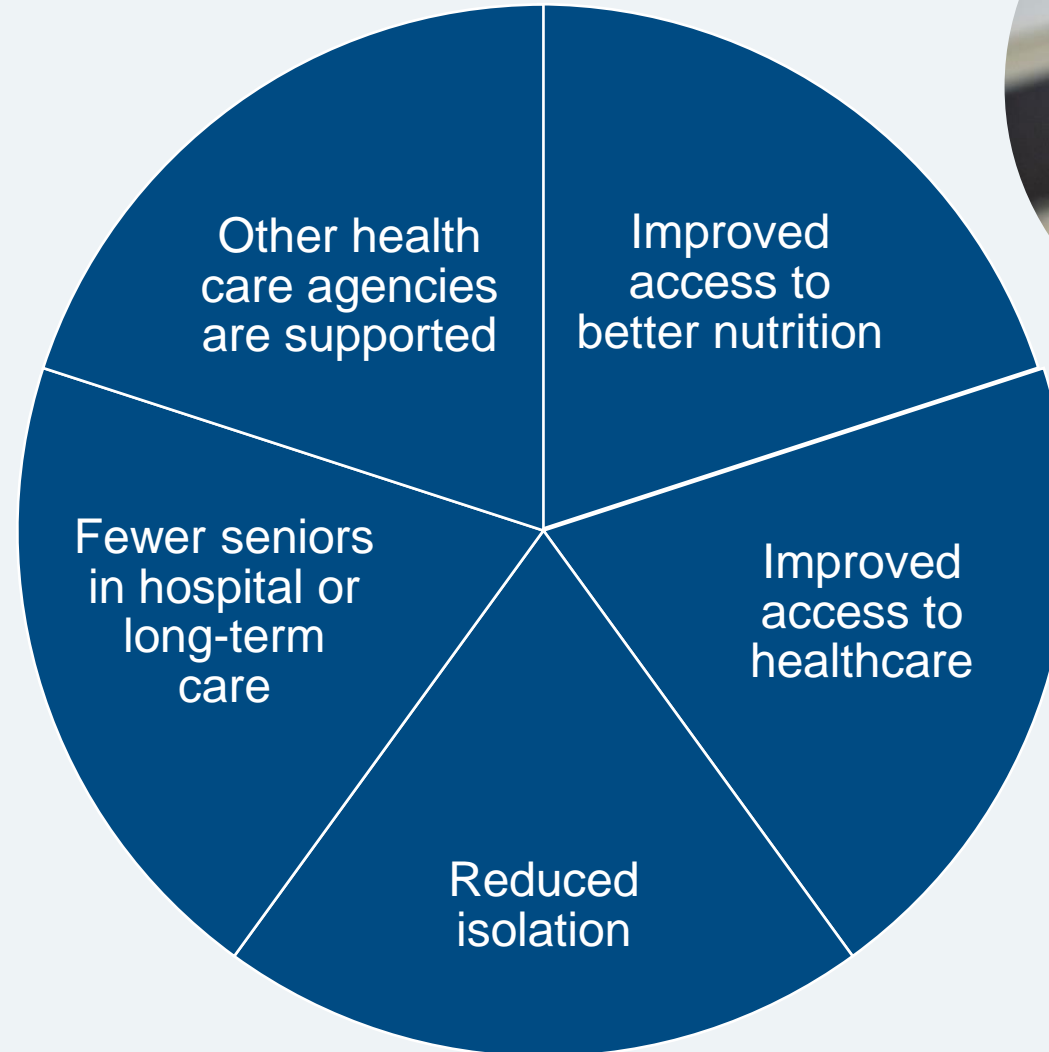 Other health
care agencies
are supported
Improved
access to
better nutrition
Fewer seniors
in hospital or
long-term
care
Improved
access to
healthcare
Reduced
isolation